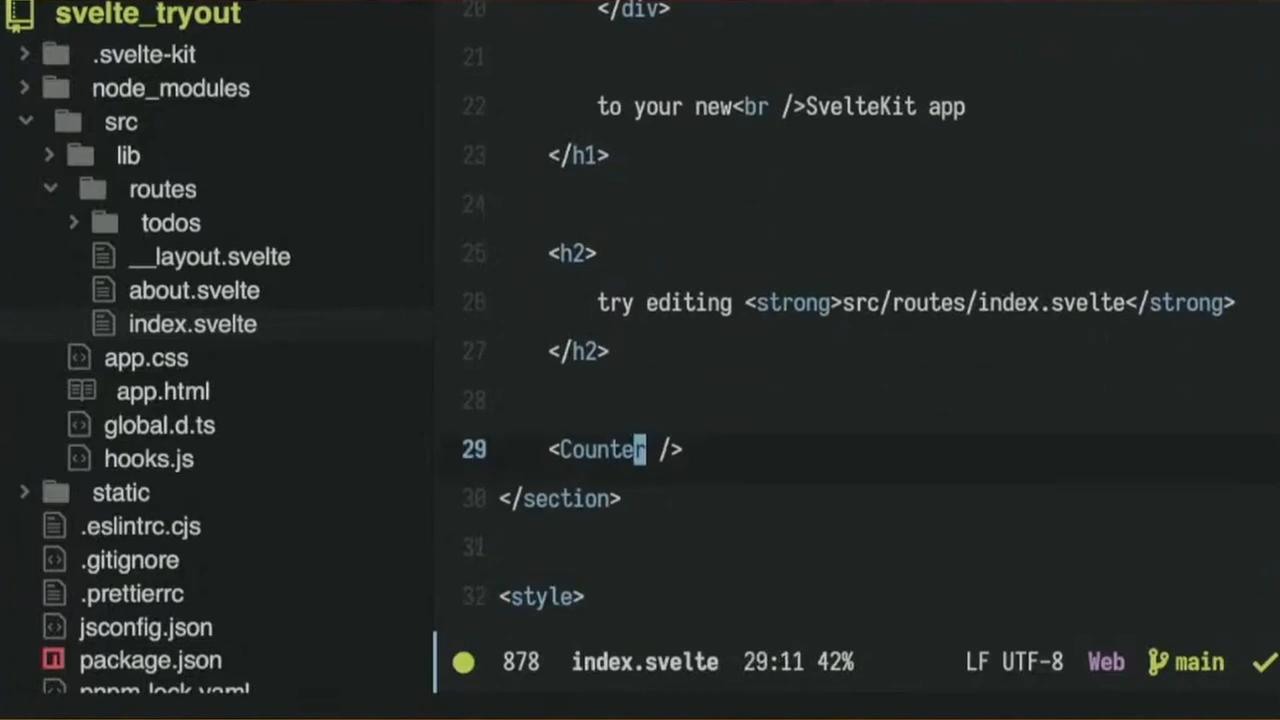 svelte_tryout
.svelte-kit
node_modules
src
lib
routes
todos
__layout.svelte
about.svelte
index.svelte
app.css
app.html
global.d.ts
hooks.js
static
.eslintrc.cjs
.gitignore
.prettierrc
jsconfig.json
package.json
pnpm-lock.yaml
20 </div>
21
22 to your new<br />SvelteKit app
23 </h1>
24
25 <h2>
26 try editing <strong>src/routes/index.svelte</strong>
27 </h2>
28
29 <Counter />
30 </section>
31
32 <style>
878 index.svelte 29:11 42% LF UTF-8 Web main